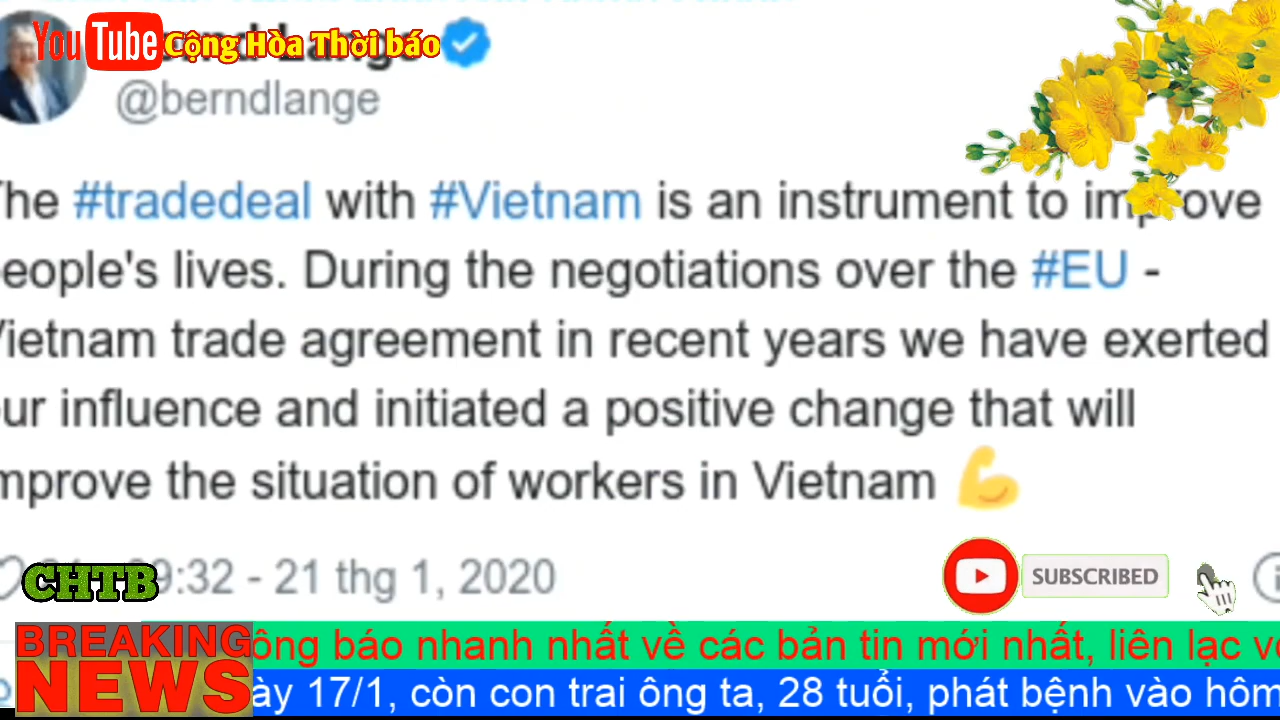 YouTube Cộng Hòa Thời báo
@berndlange
he #tradedeal with #Vietnam is an instrument to improve
eople's lives. During the negotiations over the #EU -
Vietnam trade agreement in recent years we have exerted
ur influence and initiated a positive change that will
mprove the situation of workers in Vietnam 💪
CHTB 9:32 - 21 thg 1, 2020
SUBSCRIBED
BREAKING
NEWS
ông báo nhanh nhất về các bản tin mới nhất, liên lạc v
ày 17/1, còn con trai ông ta, 28 tuổi, phát bệnh vào hôm